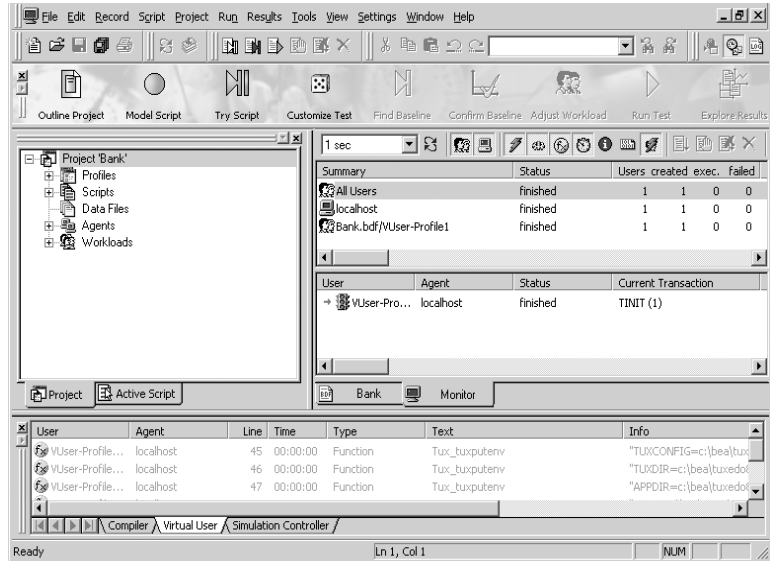 File Edit Record Script Project Run Results Tools View Settings Window Help
Outline Project Model Script Try Script Customize Test Find Baseline Confirm Baseline Adjust Workload Run Test Explore Results
Project 'Bank'
Profiles
Scripts
Data Files
Agents
Workloads
Project Active Script
1 sec
Summary Status Users created exec. failed
All Users finished 1 1 0 0
localhost finished 1 1 0 0
Bank.bdf/VUser-Profile1 finished 1 1 0 0
User Agent Status Current Transaction
VUser-Pro... localhost finished TINIT (1)
BDF Bank Monitor
User Agent Line Time Type Text Info
VUser-Profile... localhost 45 00:00:00 Function Tux_tuxputenv "TUXCONFIG=c:\bea\tux
VUser-Profile... localhost 46 00:00:00 Function Tux_tuxputenv "TUXDIR=c:\bea\tuxedo8
VUser-Profile... localhost 47 00:00:00 Function Tux_tuxputenv "APPDIR=c:\bea\tuxedo8
Compiler Virtual User Simulation Controller
Ready Ln 1, Col 1 NUM